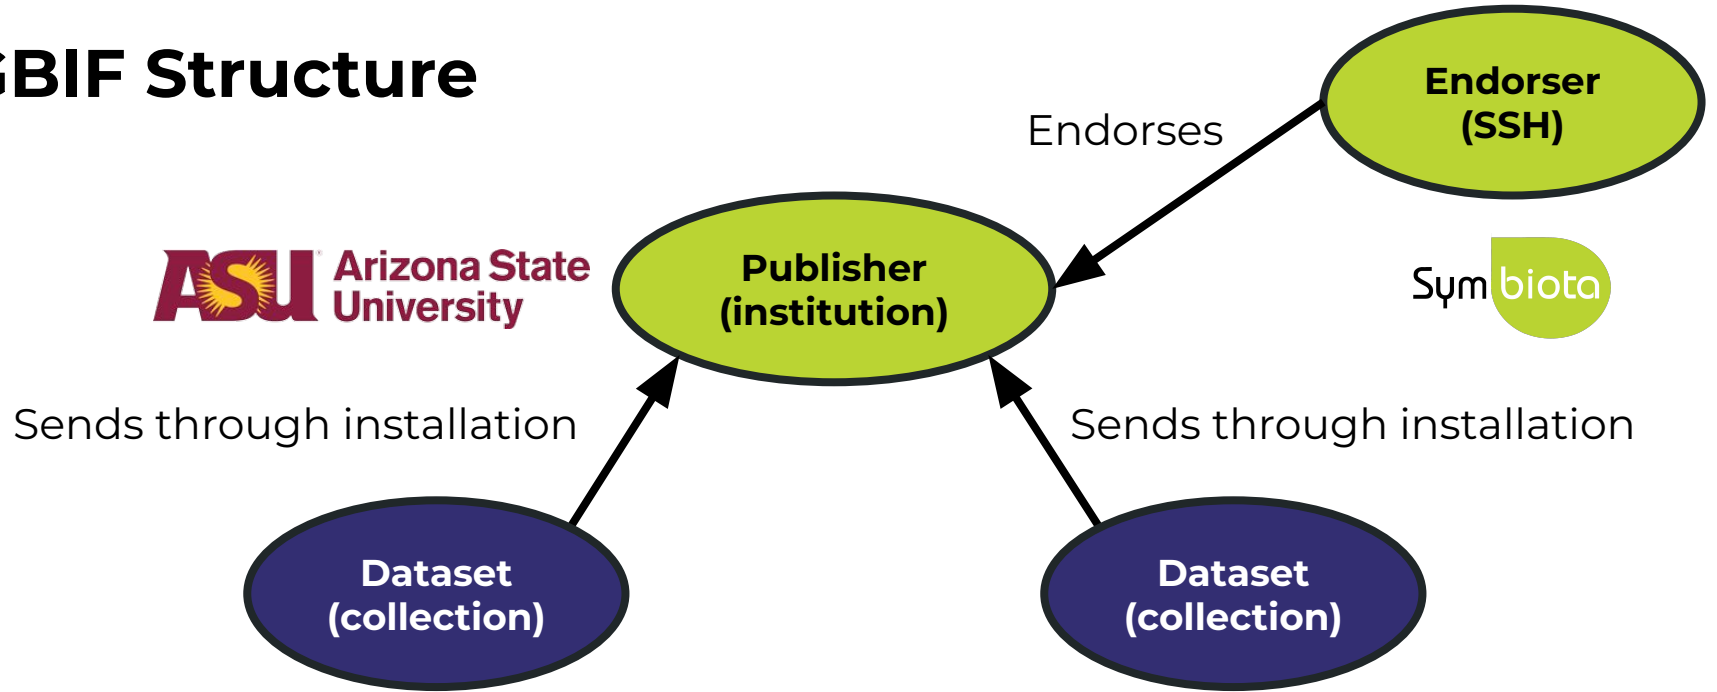 GBIF Structure
Endorser
(SSH)
Endorses
ASU Arizona State
University
Publisher
(institution)
Symbiota
Sends through installation
Sends through installation
Dataset
(collection)
Dataset
(collection)